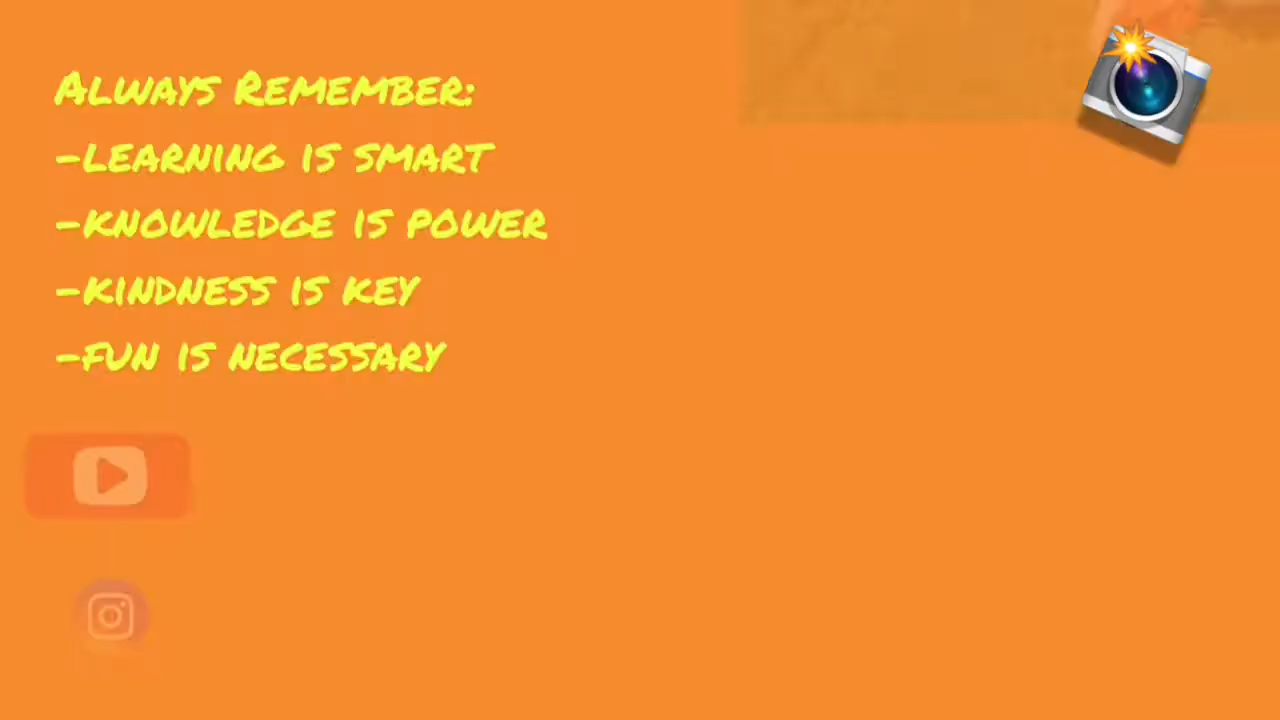 Always Remember:
-learning is smart
-knowledge is power
-kindness is key
-fun is necessary